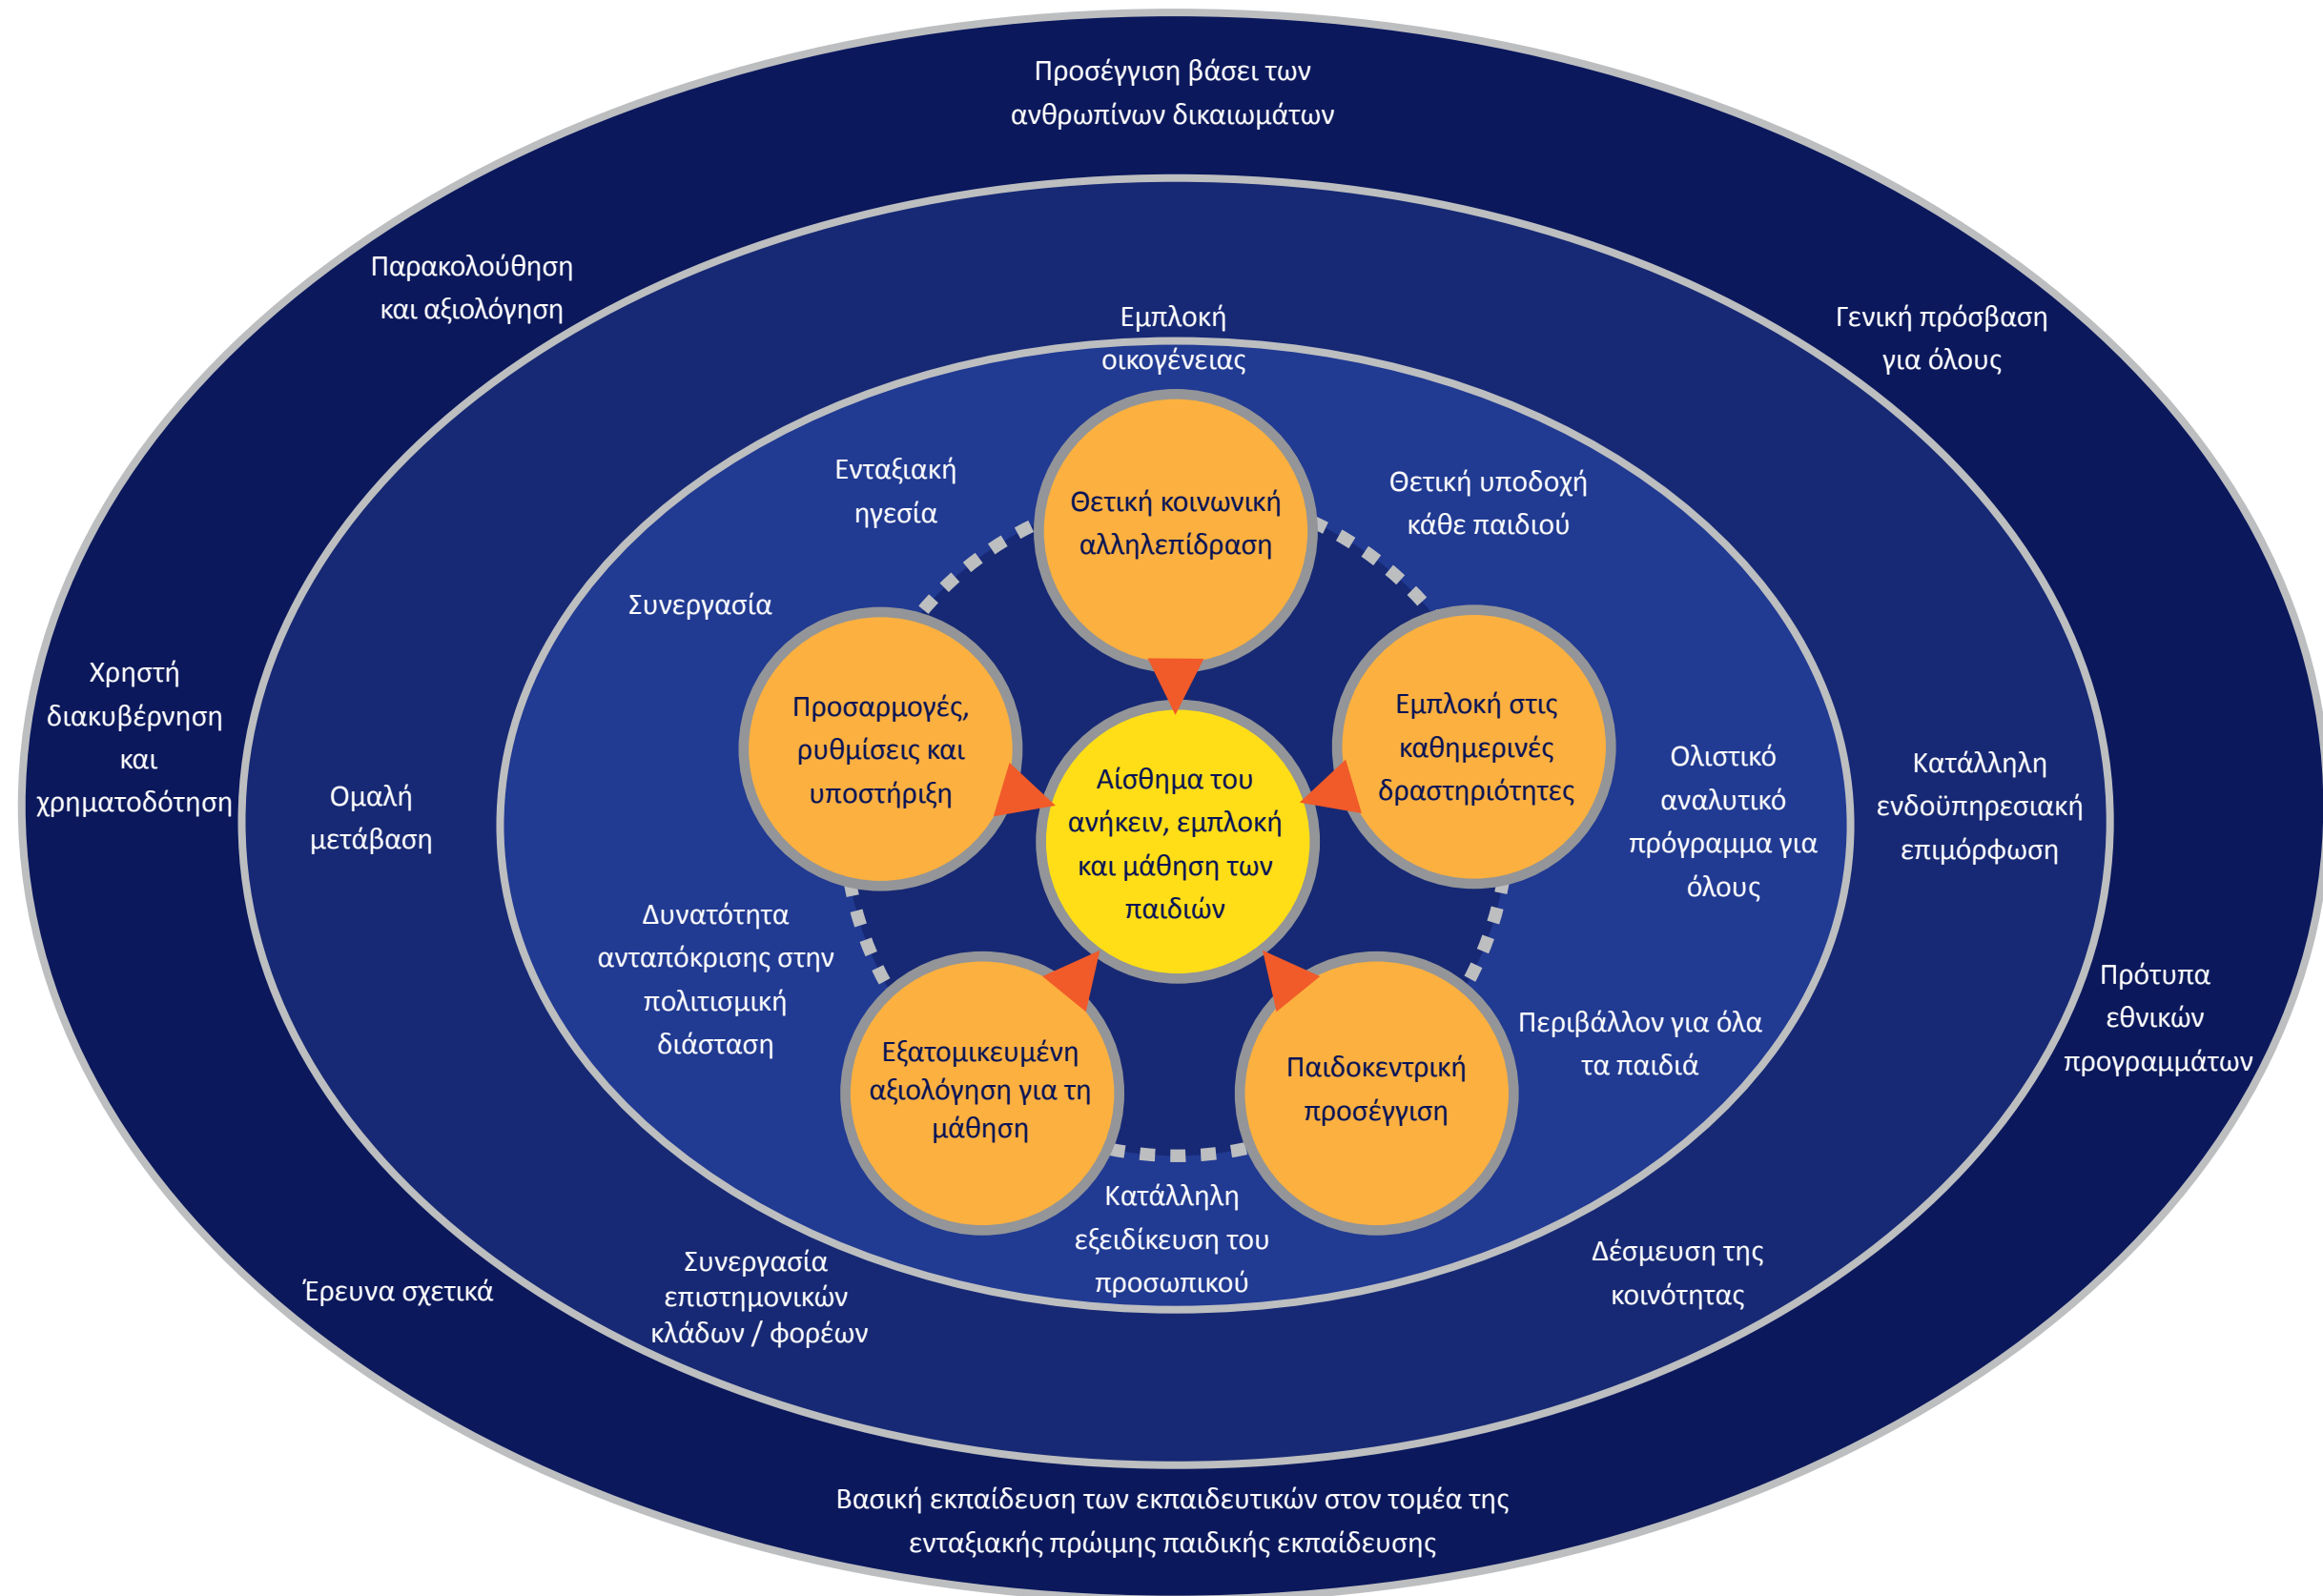 Προσέγγιση βάσει των
ανθρωπίνων δικαιωμάτων
Παρακολούθηση
και αξιολόγηση
Γενική πρόσβαση
για όλους
Χρηστή
διακυβέρνηση
και
χρηματοδότηση
Πρότυπα
εθνικών
προγραμμάτων
Έρευνα σχετικά
Βασική εκπαίδευση των εκπαιδευτικών στον τομέα της
ενταξιακής πρώιμης παιδικής εκπαίδευσης
Εμπλοκή
οικογένειας
Ομαλή
μετάβαση
Κατάλληλη
ενδοϋπηρεσιακή
επιμόρφωση
Συνεργασία
επιστημονικών
κλάδων / φορέων
Δέσμευση της
κοινότητας
Ενταξιακή
ηγεσία
Θετική υποδοχή
κάθε παιδιού
Συνεργασία
Ολιστικό
αναλυτικό
πρόγραμμα για
όλους
Δυνατότητα
ανταπόκρισης στην
πολιτισμική
διάσταση
Περιβάλλον για όλα
τα παιδιά
Κατάλληλη
εξειδίκευση του
προσωπικού
Θετική κοινωνική
αλληλεπίδραση
Προσαρμογές,
ρυθμίσεις και
υποστήριξη
Εμπλοκή στις
καθημερινές
δραστηριότητες
Εξατομικευμένη
αξιολόγηση για τη
μάθηση
Παιδοκεντρική
προσέγγιση
Αίσθημα του
ανήκειν, εμπλοκή
και μάθηση των
παιδιών